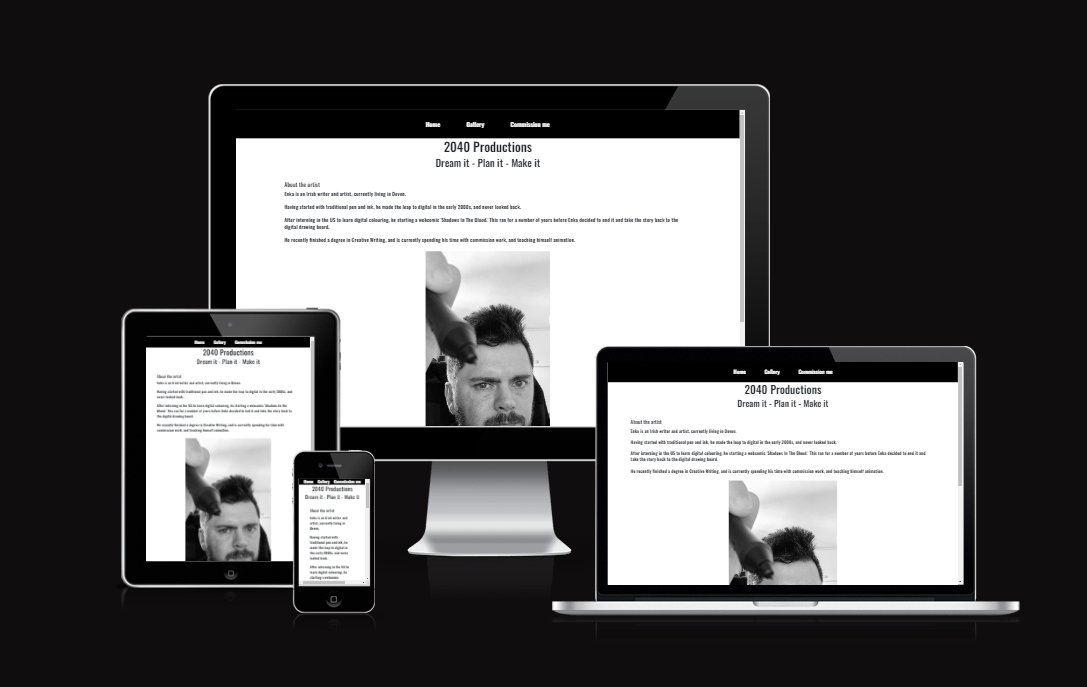 Home Gallery Commission me
2040 Productions
Dream it - Plan it - Make it
About the artist
is an Irish writer and artist, currently living in Devon.
Having started with traditional pen and ink, he made the leap to digital in the early 2000s, and never looked back.
After interning in the US to learn digital colouring, he starting a webcomic 'Shadows In The Blood.' This ran for a number of years before decided to end it and take the story back to the
digital drawing board.
He recently finished a degree in Creative Writing, and is currently spending his time with commission work, and teaching himself animation.
Home Gallery Commission me
2040 Productions
Dream it - Plan it - Make it
About the artist
is an Irish writer and artist, currently living in Devon.
Having started with traditional pen and ink, he made the leap to digital in the early 2000s, and
never looked back.
After interning in the US to learn digital colouring, he starting a webcomic 'Shadows In The
Blood.' This ran for a number of years before decided to end it and take the story back to
the digital drawing board.
He recently finished a degree in Creative Writing, and is currently spending his time with
commission work, and teaching himself animation.
Home Gallery Commission me
2040 Productions
Dream it - Plan it - Make it
About the artist
is an Irish writer and
artist, currently living in
Devon.
Having started with
traditional pen and ink, he
made the leap to digital in
the early 2000s, and never
looked back.
After interning in the US to
learn digital colouring, he
starting a webcomic
Home Gallery Commission me
2040 Productions
Dream it - Plan it - Make it
About the artist
is an Irish writer and artist, currently living in Devon.
Having started with traditional pen and ink, he made the leap to digital in the early 2000s, and never looked back.
After interning in the US to learn digital colouring, he starting a webcomic 'Shadows In The Blood.' This ran for a number of years before decided to end it and
take the story back to the digital drawing board.
He recently finished a degree in Creative Writing, and is currently spending his time with commission work, and teaching himself animation.